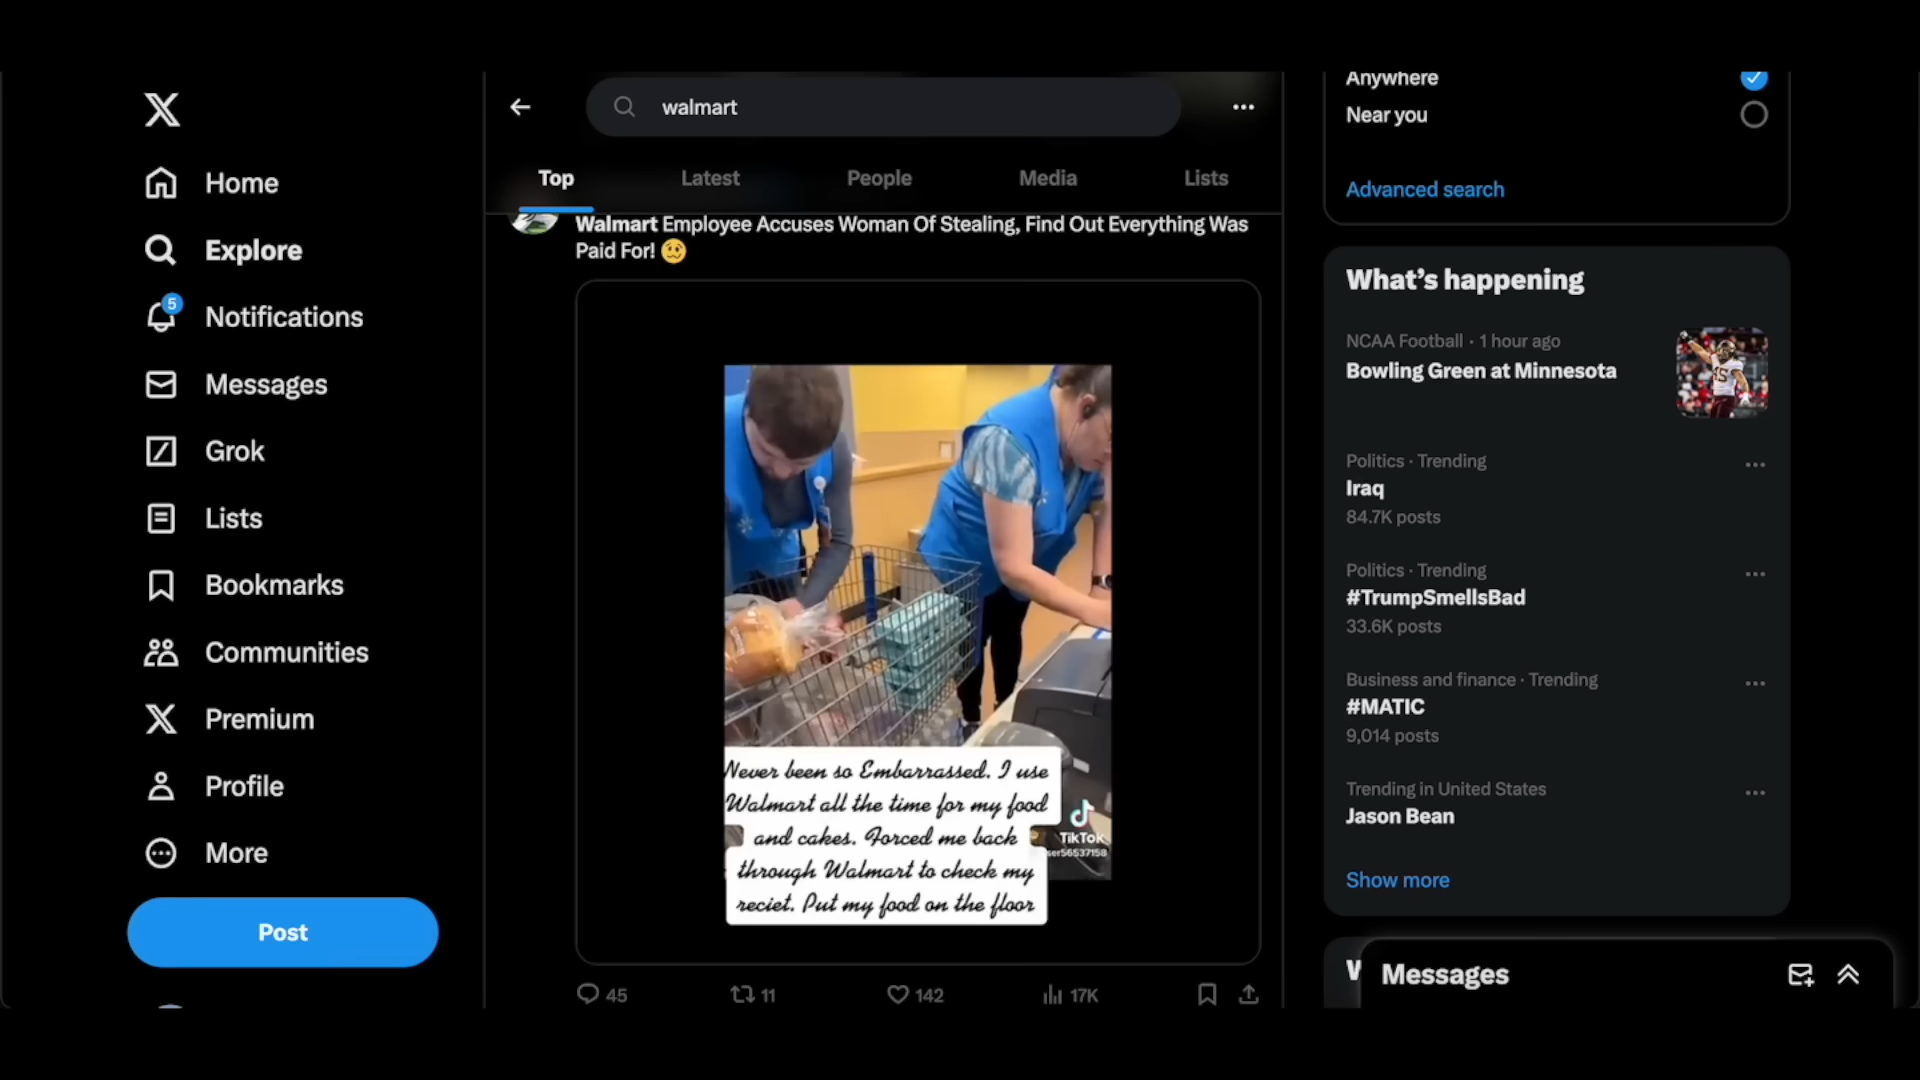 Home
Explore
5
Notifications
Messages
Grok
Lists
Bookmarks
Communities
Premium
Profile
More
Post
walmart
Top
Latest
People
Media
Lists
Walmart Employee Accuses Woman Of Stealing, Find Out Everything Was
Paid For!
Never been so Embarrassed. I use
Walmart all the time for my food
and cakes. Forced me back
through Walmart to check my
reciet. Put my food on the floor
TikTok
ser56537158
45
11
142
17K
Anywhere
Near you
Advanced search
What's happening
NCAA Football · 1 hour ago
Bowling Green at Minnesota
Politics · Trending
Iraq
84.7K posts
Politics · Trending
#TrumpSmellsBad
33.6K posts
Business and finance · Trending
#MATIC
9,014 posts
Trending in United States
Jason Bean
Show more
Messages